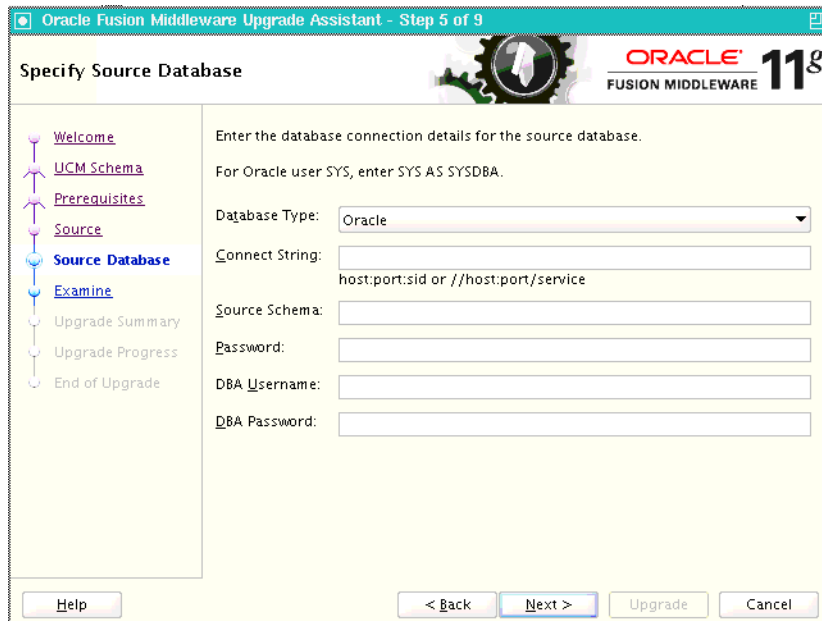 Oracle Fusion Middleware Upgrade Assistant - Step 5 of 9
Specify Source Database
ORACLE' 11g
FUSION MIDDLEWARE
Welcome
UCM Schema
Prerequisites
Source
Source Database
Examine
Upgrade Summary
Upgrade Progress
End of Upgrade
Enter the database connection details for the source database.
For Oracle user SYS, enter SYS AS SYSDBA.
Database Type: Oracle
Connect String:
host:port:sid or //host:port/service
Source Schema:
Password:
DBA Username:
DBA Password:
Help < Back Next > Upgrade Cancel